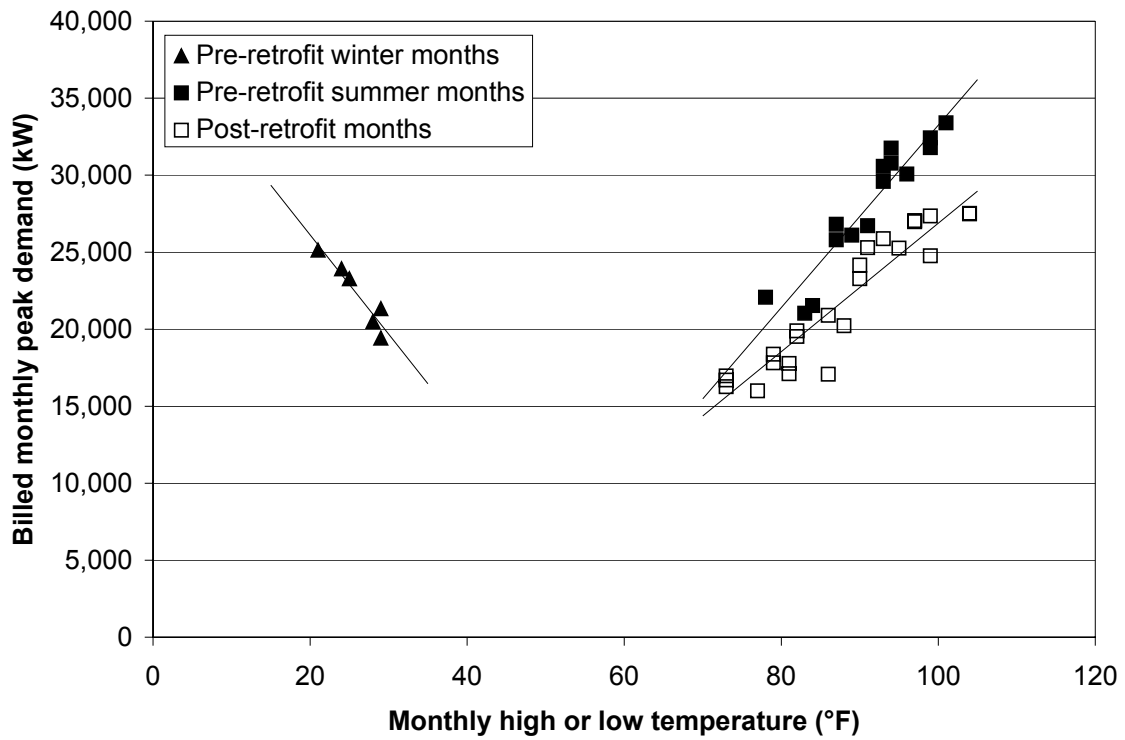 40,000
35,000
30,000
25,000
20,000
15,000
10,000
5,000
0
Billed monthly peak demand (kW)
Pre-retrofit winter months
Pre-retrofit summer months
Post-retrofit months
0 20 40 60 80 100 120
Monthly high or low temperature (°F)